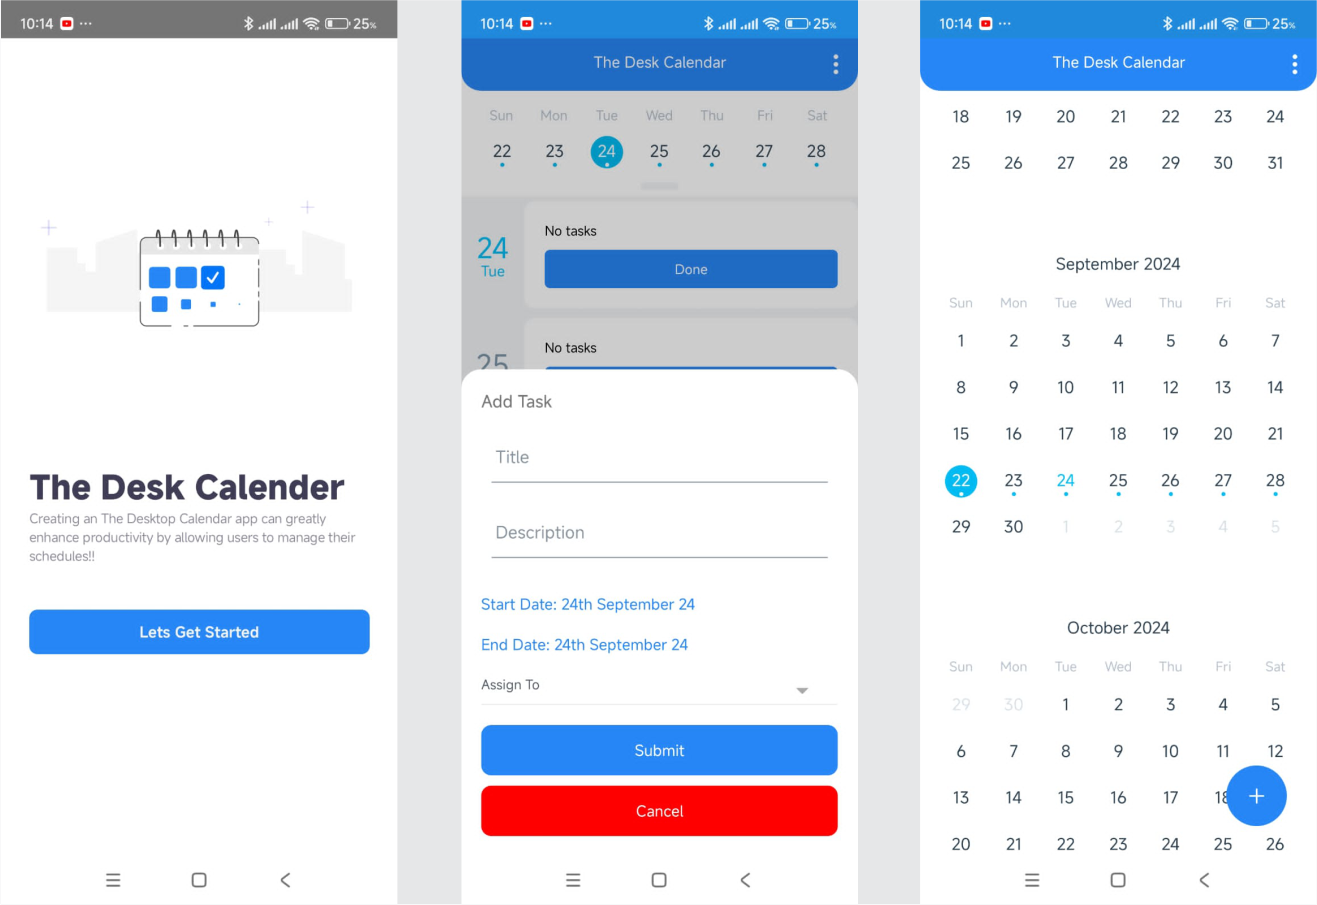 10:14 ··· 25%
The Desk Calender
Creating an The Desktop Calendar app can greatly
enhance productivity by allowing users to manage their
schedules!!
Lets Get Started
10:14 ··· 25%
The Desk Calendar
Sun Mon Tue Wed Thu Fri Sat
22 23 24 25 26 27 28
24
Tue
No tasks
Done
25
No tasks
Add Task
Title
Description
Start Date: 24th September 24
End Date: 24th September 24
Assign To
Submit
Cancel
10:14 ··· 25%
The Desk Calendar
18 19 20 21 22 23 24
25 26 27 28 29 30 31
September 2024
Sun Mon Tue Wed Thu Fri Sat
1 2 3 4 5 6 7
8 9 10 11 12 13 14
15 16 17 18 19 20 21
22 23 24 25 26 27 28
29 30 1 2 3 4 5
October 2024
Sun Mon Tue Wed Thu Fri Sat
29 30 1 2 3 4 5
6 7 8 9 10 11 12
13 14 15 16 17 18 +
20 21 22 23 24 25 26